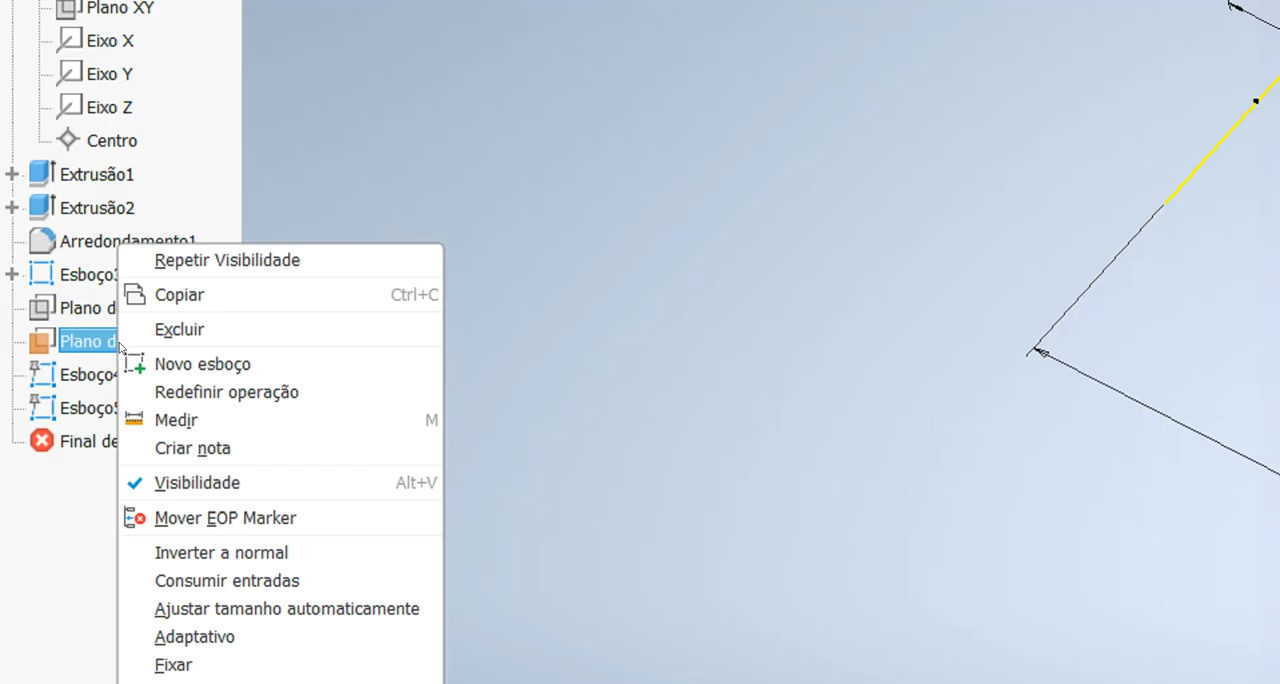 Plano XY
Eixo X
Eixo Y
Eixo Z
Centro
Extrusão1
Extrusão2
Arredondamento1
Esboço3
Plano d
Plano d
Esboço4
Esboço5
Final de
Repetir Visibilidade
Copiar Ctrl+C
Excluir
Novo esboço
Redefinir operação
Medir M
Criar nota
Visibilidade Alt+V
Mover EOP Marker
Inverter a normal
Consumir entradas
Ajustar tamanho automaticamente
Adaptativo
Fixar